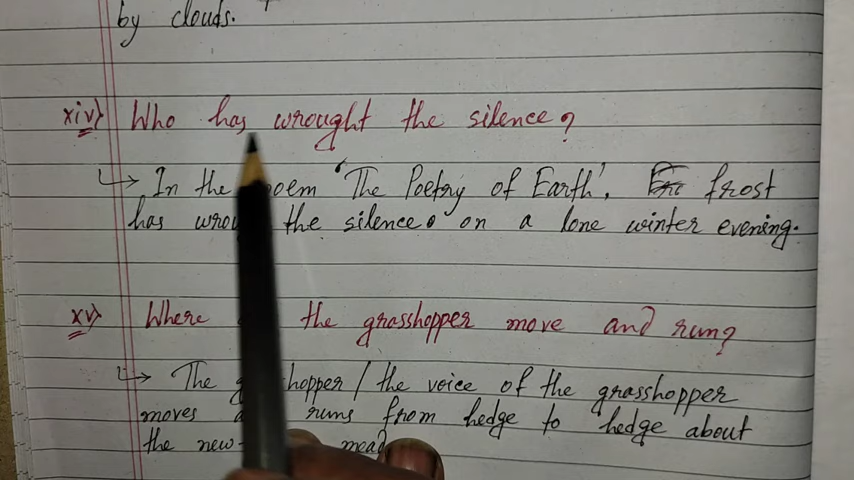 by clouds.
xiv) Who has wrought the silence?
↳ In the poem 'The Poetry of Earth', frost
has the silence on a lone winter evening.
xv) Where the grasshopper move and run?
↳ The / the voice of the grasshopper
moves runs from hedge to hedge about
the new-